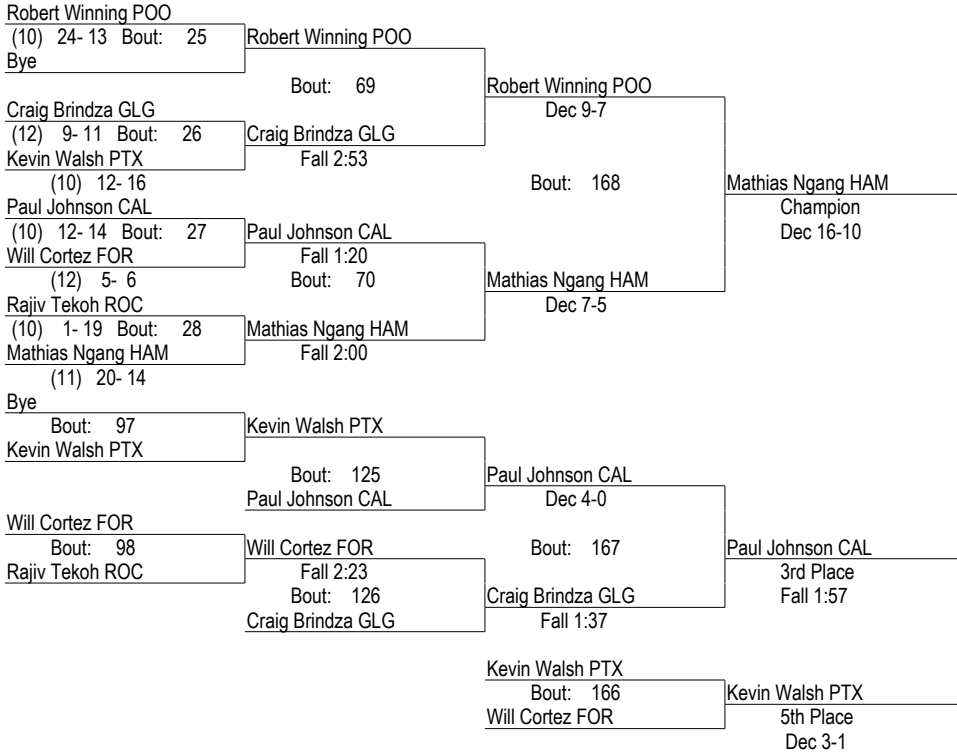 Robert Winning POO
(10) 24- 13 Bout: 25
Bye
Robert Winning POO
Bout: 69
Craig Brindza GLG
(12) 9- 11 Bout: 26
Kevin Walsh PTX
(10) 12- 16
Craig Brindza GLG
Fall 2:53
Robert Winning POO
Dec 9-7
Bout: 168
Paul Johnson CAL
(10) 12- 14 Bout: 27
Will Cortez FOR
(12) 5- 6
Paul Johnson CAL
Fall 1:20
Bout: 70
Rajiv Tekoh ROC
(10) 1- 19 Bout: 28
Mathias Ngang HAM
(11) 20- 14
Mathias Ngang HAM
Fall 2:00
Mathias Ngang HAM
Dec 7-5
Mathias Ngang HAM
Champion
Dec 16-10
Bye
Bout: 97
Kevin Walsh PTX
Kevin Walsh PTX
Bout: 125
Paul Johnson CAL
Paul Johnson CAL
Dec 4-0
Bout: 167
Will Cortez FOR
Bout: 98
Rajiv Tekoh ROC
Will Cortez FOR
Fall 2:23
Bout: 126
Craig Brindza GLG
Craig Brindza GLG
Fall 1:37
Paul Johnson CAL
3rd Place
Fall 1:57
Kevin Walsh PTX
Bout: 166
Will Cortez FOR
Kevin Walsh PTX
5th Place
Dec 3-1